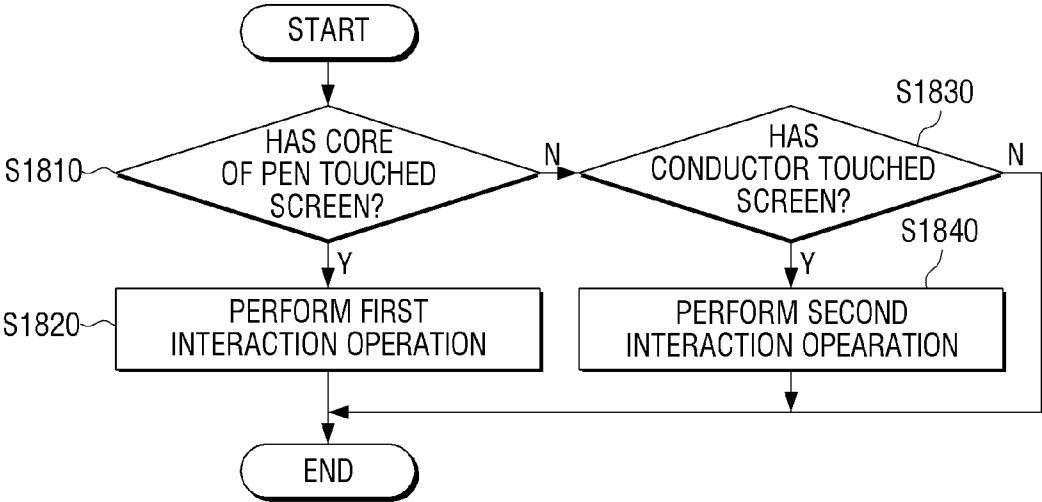 START
HAS CORE
OF PEN TOUCHED
SCREEN?
S1810
N
HAS
CONDUCTOR TOUCHED
SCREEN?
S1830
N
Y
PERFORM FIRST
INTERACTION OPERATION
S1820
Y
S1840
PERFORM SECOND
INTERACTION OPEARATION
END